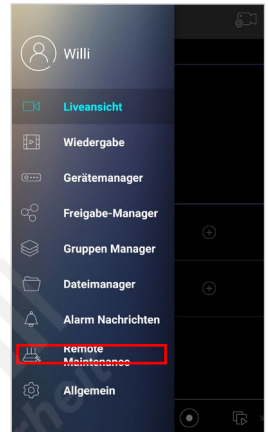 Willi
Liveansicht
Wiedergabe
Gerätemanager
Freigabe-Manager
Gruppen Manager
Dateimanager
Alarm Nachrichten
Remote
Maintenance
Allgemein